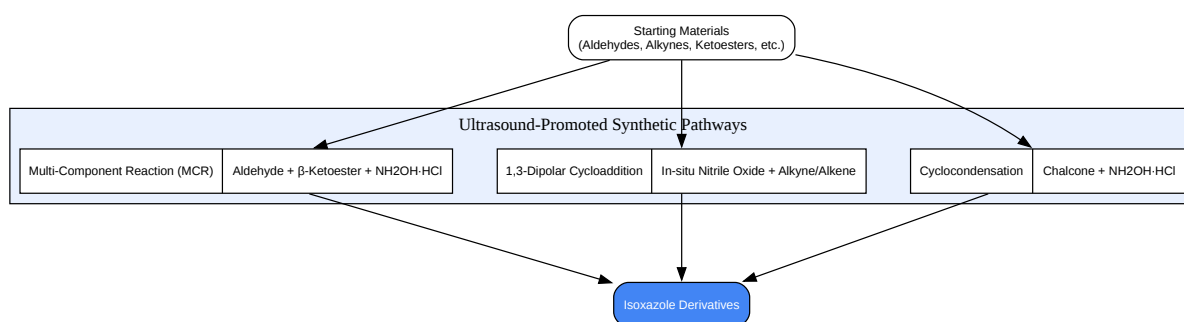 Starting Materials
(Aldehydes, Alkynes, Ketoesters, etc.)
Ultrasound-Promoted Synthetic Pathways
Multi-Component Reaction (MCR)
Aldehyde + β-Ketoester + NH2OH·HCl
1,3-Dipolar Cycloaddition
In-situ Nitrile Oxide + Alkyne/Alkene
Cyclocondensation
Chalcone + NH2OH·HCl
Isoxazole Derivatives